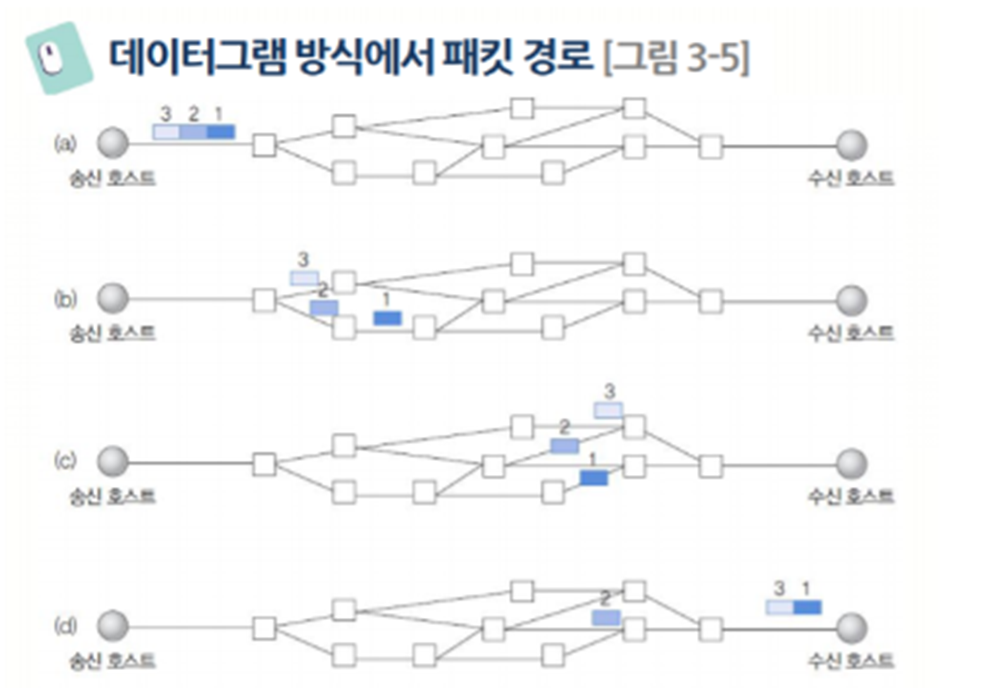 데이터그램 방식에서 패킷 경로 [그림 3-5]
3 2 1
(a)
송신 호스트
수신 호스트
3
2
1
(b)
송신 호스트
수신 호스트
3
2
1
(c)
송신 호스트
수신 호스트
2
3 1
(d)
송신 호스트
수신 호스트